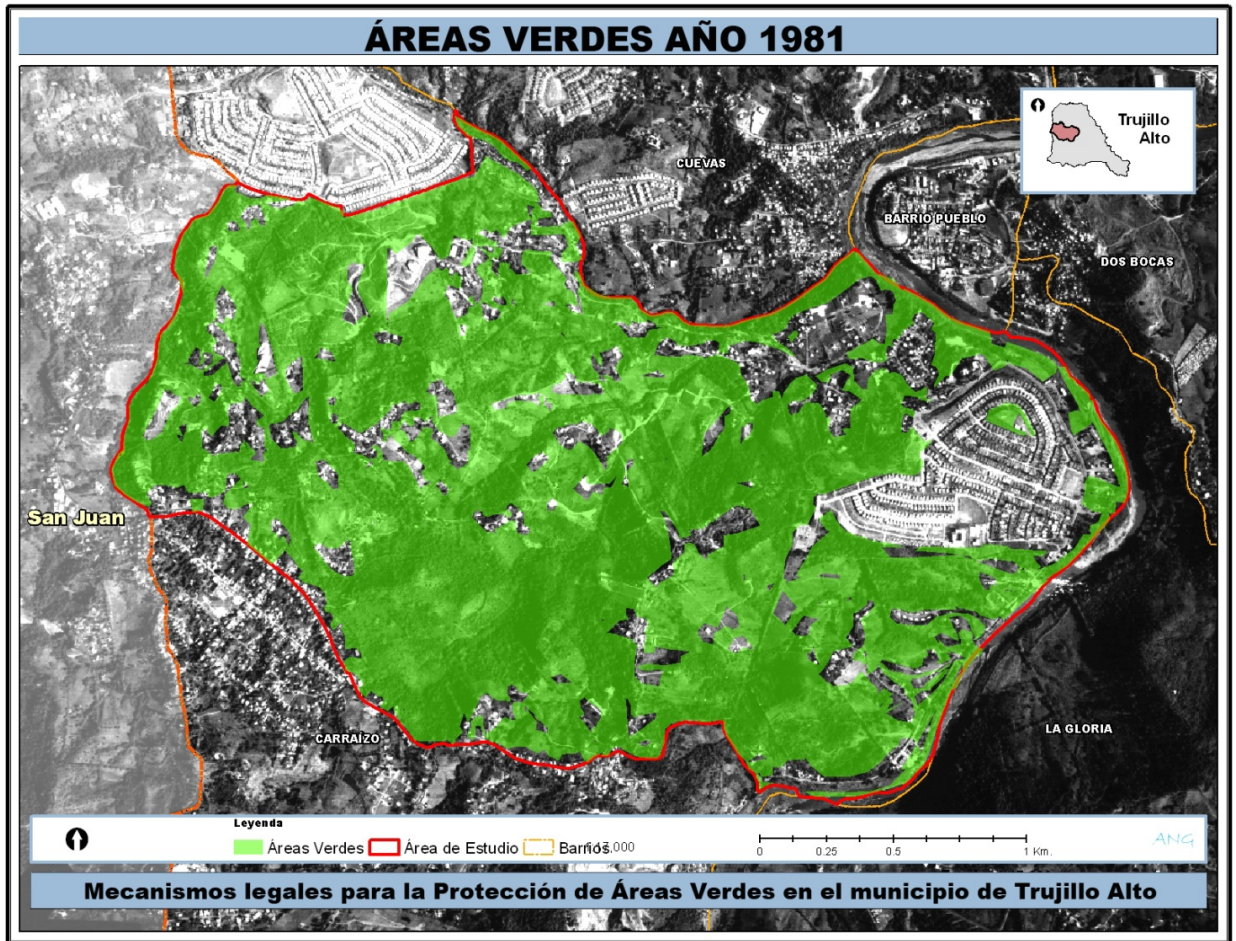 ÁREAS VERDES AÑO 1981
Trujillo
Alto
CUEVAS
BARRIO PUEBLO
DOS BOCAS
San Juan
LA GLORIA
CARRAÍZO
Leyenda
Áreas Verdes
Área de Estudio
Barrios
,000
0
0.25
0.5
1 Km.
ANG
Mecanismos legales para la Protección de Áreas Verdes en el municipio de Trujillo Alto